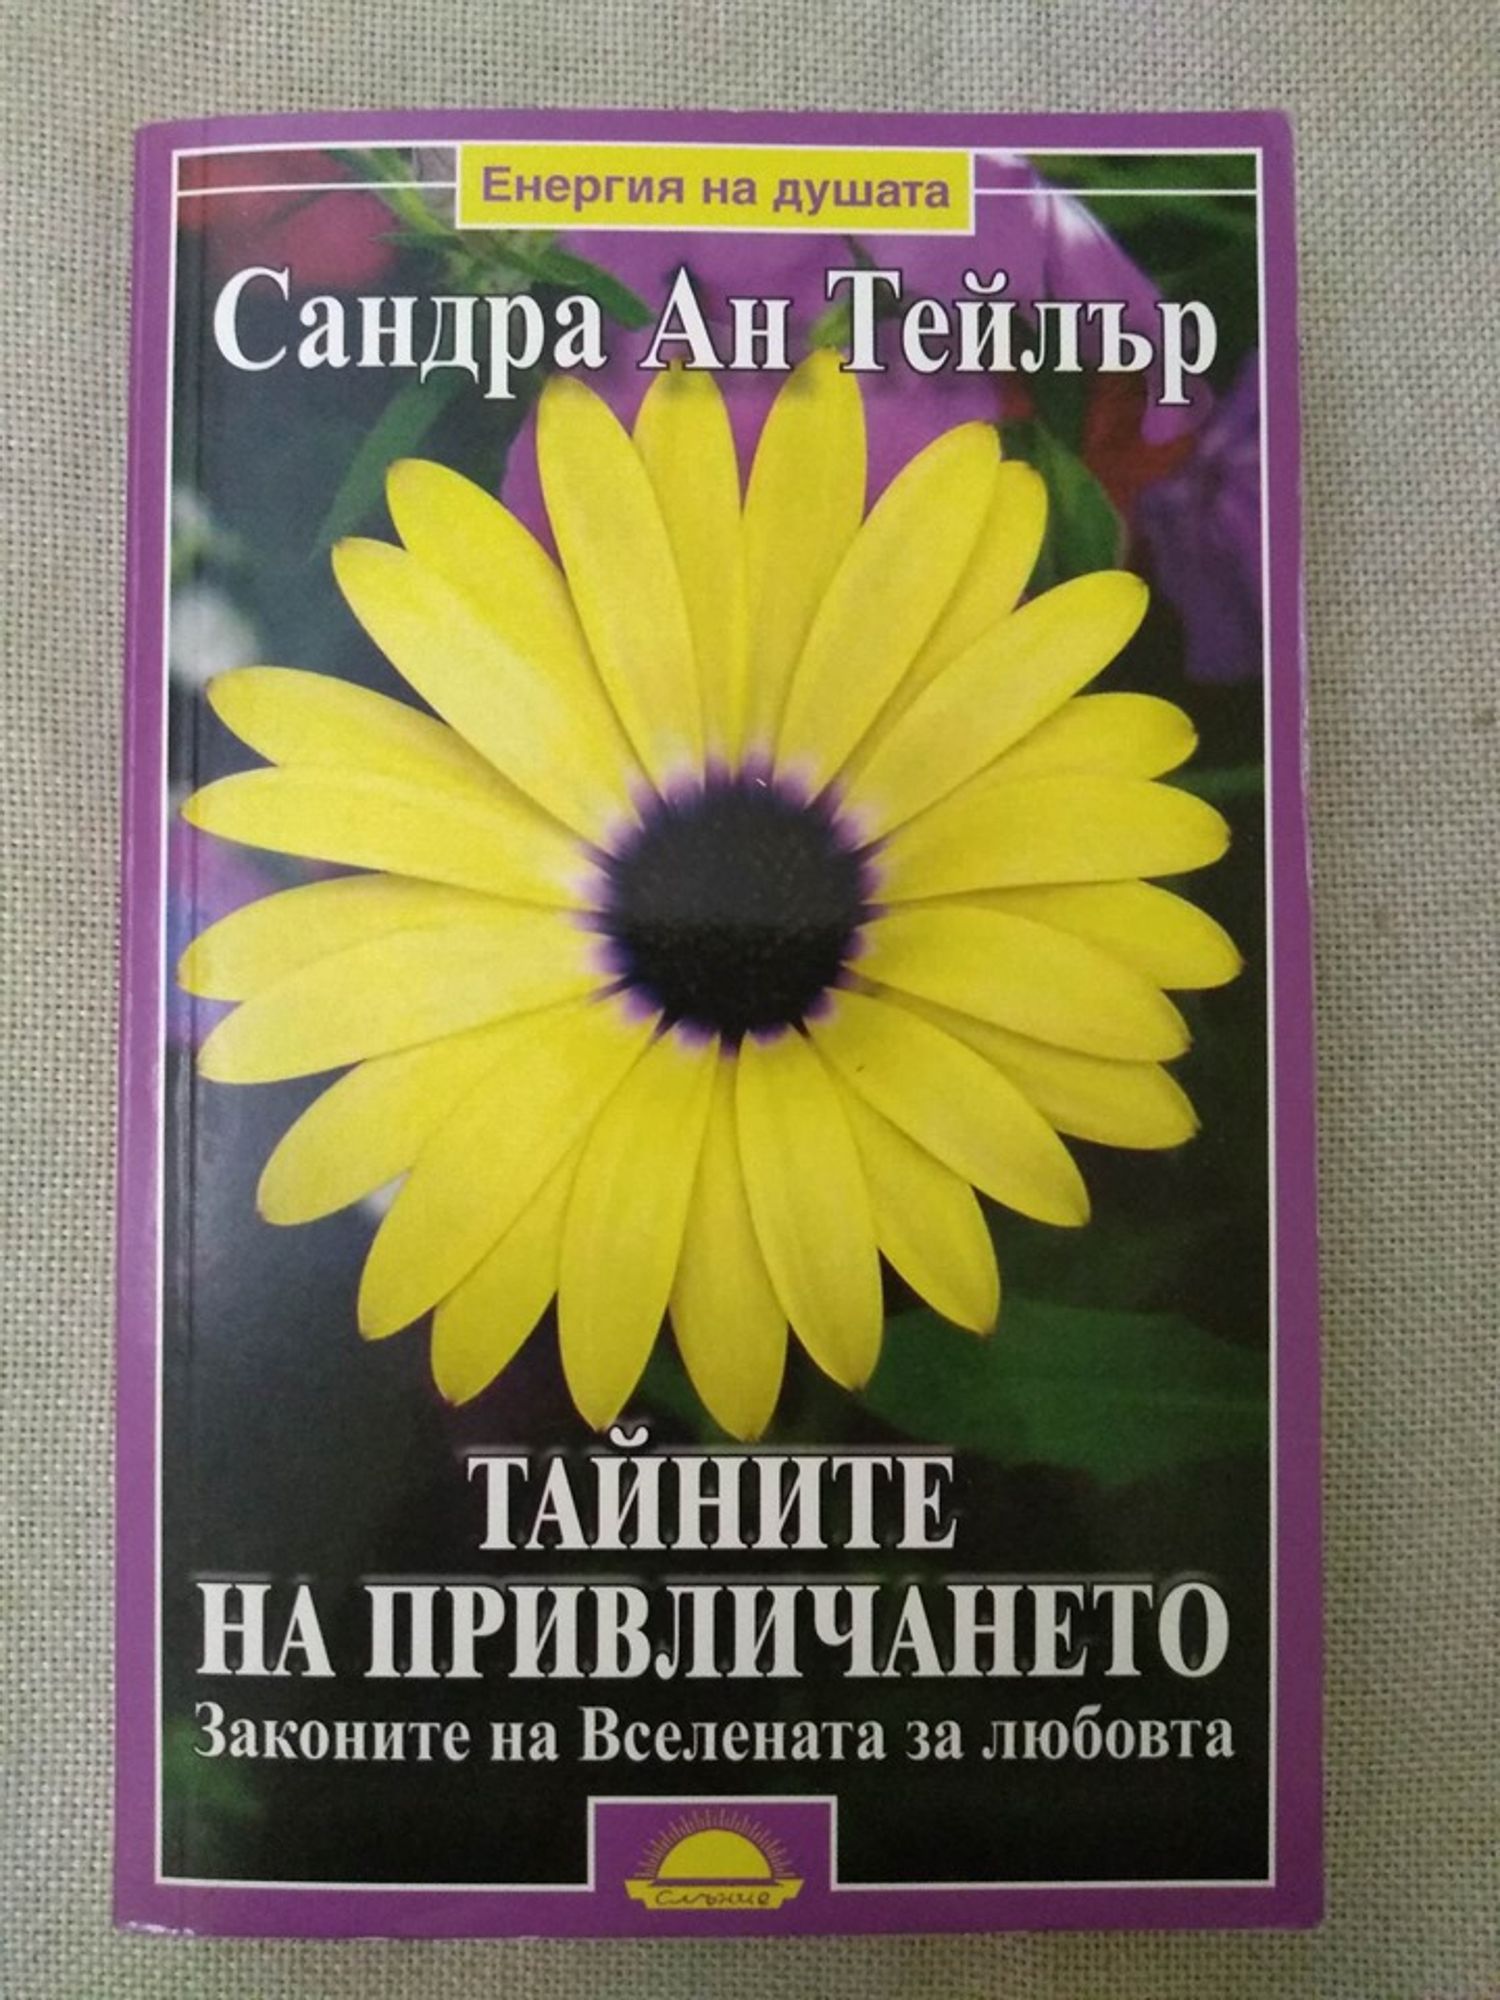 Енергия на душата
Сандра Ан Тейлър
ТАЙНИТЕ
НА ПРИВЛИЧАНЕТО
Законите на Вселената за любовта
Слънце